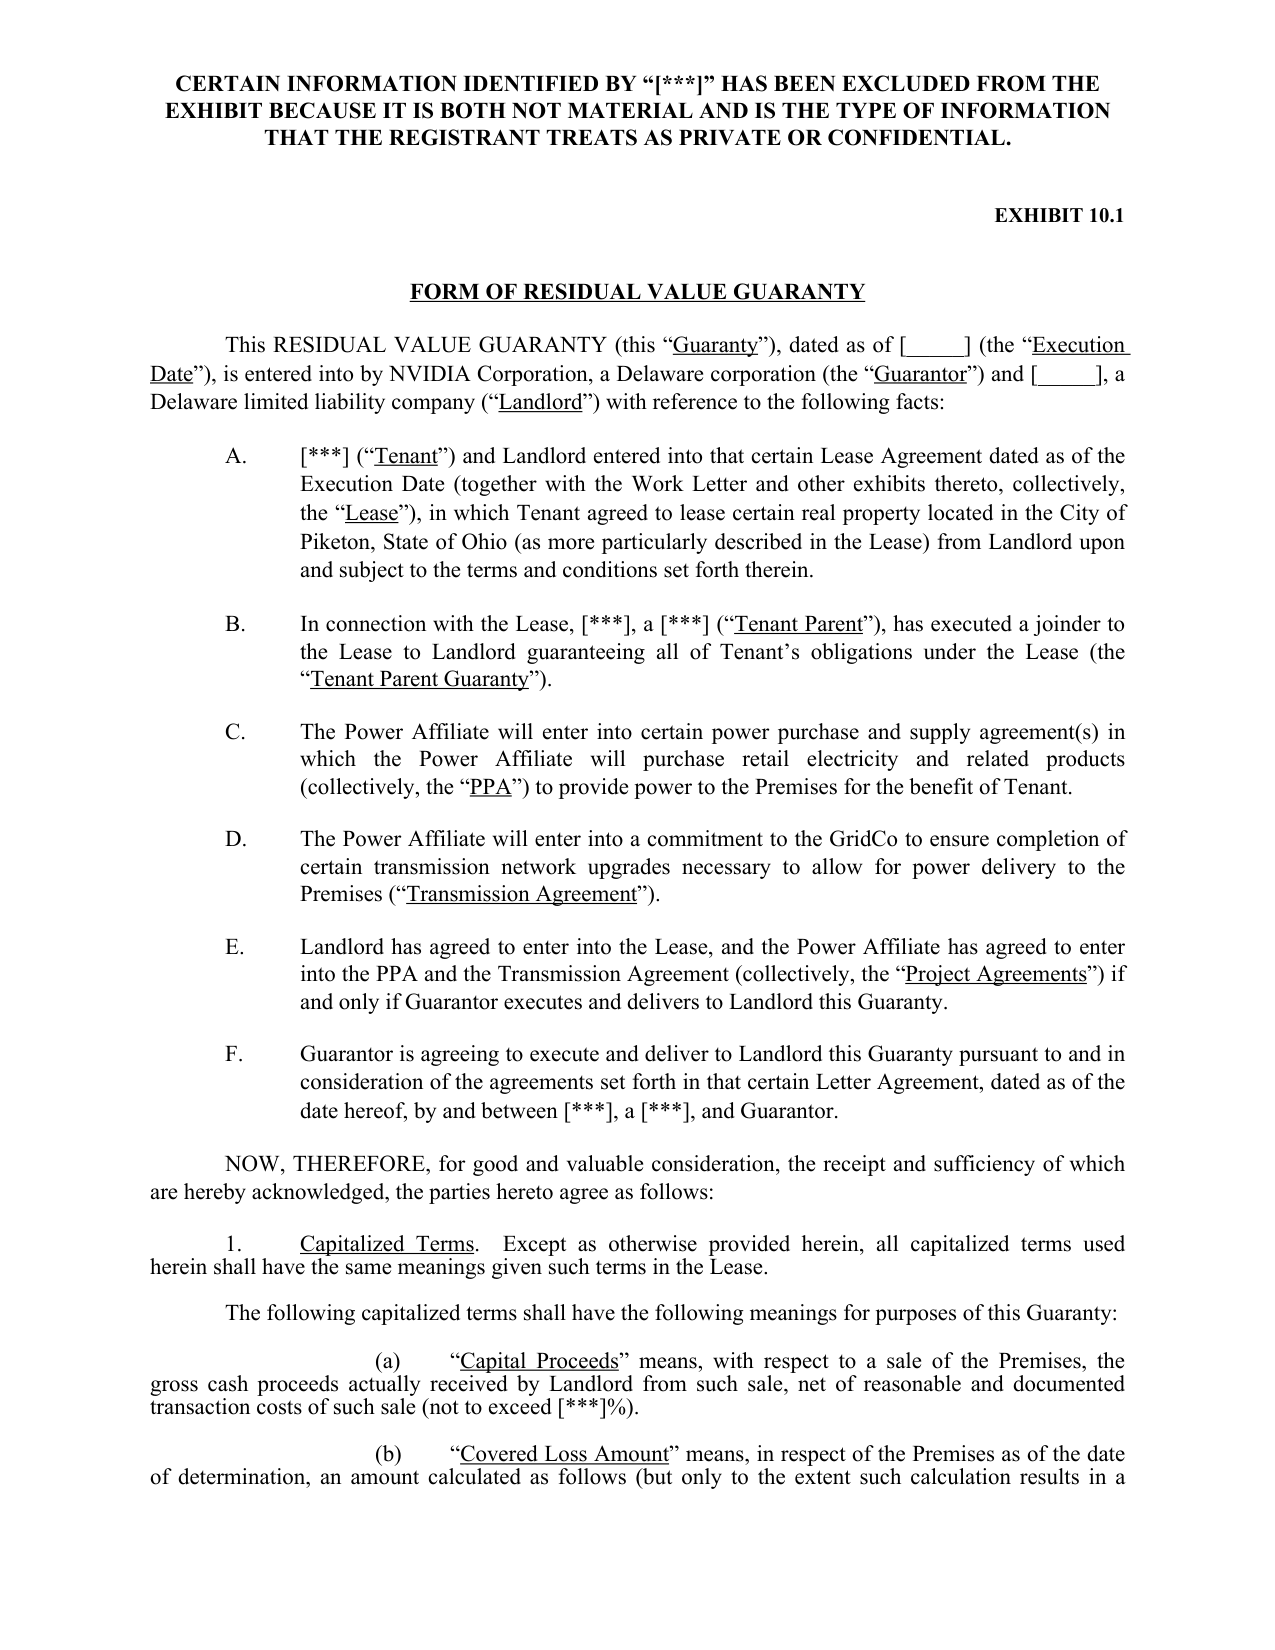 CERTAIN INFORMATION IDENTIFIED BY “[***]” HAS BEEN EXCLUDED FROM THE
EXHIBIT BECAUSE IT IS BOTH NOT MATERIAL AND IS THE TYPE OF INFORMATION
THAT THE REGISTRANT TREATS AS PRIVATE OR CONFIDENTIAL.
EXHIBIT 10.1
FORM OF RESIDUAL VALUE GUARANTY
This RESIDUAL VALUE GUARANTY (this “Guaranty”), dated as of [_____] (the “Execution
Date”), is entered into by NVIDIA Corporation, a Delaware corporation (the “Guarantor”) and [_____], a
Delaware limited liability company (“Landlord”) with reference to the following facts:
A. [***] (“Tenant”) and Landlord entered into that certain Lease Agreement dated as of the
Execution Date (together with the Work Letter and other exhibits thereto, collectively,
the “Lease”), in which Tenant agreed to lease certain real property located in the City of
Piketon, State of Ohio (as more particularly described in the Lease) from Landlord upon
and subject to the terms and conditions set forth therein.
B. In connection with the Lease, [***], a [***] (“Tenant Parent”), has executed a joinder to
the Lease to Landlord guaranteeing all of Tenant’s obligations under the Lease (the
“Tenant Parent Guaranty”).
C. The Power Affiliate will enter into certain power purchase and supply agreement(s) in
which the Power Affiliate will purchase retail electricity and related products
(collectively, the “PPA”) to provide power to the Premises for the benefit of Tenant.
D. The Power Affiliate will enter into a commitment to the GridCo to ensure completion of
certain transmission network upgrades necessary to allow for power delivery to the
Premises (“Transmission Agreement”).
E. Landlord has agreed to enter into the Lease, and the Power Affiliate has agreed to enter
into the PPA and the Transmission Agreement (collectively, the “Project Agreements”) if
and only if Guarantor executes and delivers to Landlord this Guaranty.
F. Guarantor is agreeing to execute and deliver to Landlord this Guaranty pursuant to and in
consideration of the agreements set forth in that certain Letter Agreement, dated as of the
date hereof, by and between [***], a [***], and Guarantor.
NOW, THEREFORE, for good and valuable consideration, the receipt and sufficiency of which
are hereby acknowledged, the parties hereto agree as follows:
1. Capitalized Terms. Except as otherwise provided herein, all capitalized terms used
herein shall have the same meanings given such terms in the Lease.
The following capitalized terms shall have the following meanings for purposes of this Guaranty:
(a) “Capital Proceeds” means, with respect to a sale of the Premises, the
gross cash proceeds actually received by Landlord from such sale, net of reasonable and documented
transaction costs of such sale (not to exceed [***]%).
(b) “Covered Loss Amount” means, in respect of the Premises as of the date
of determination, an amount calculated as follows (but only to the extent such calculation results in a